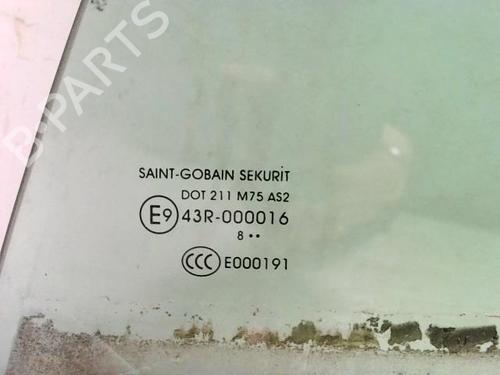 B-PARTS
SAINT-GOBAIN SEKURIT
DOT 211 M75 AS2
E9 43R-000016
8 ••
CCC E000191